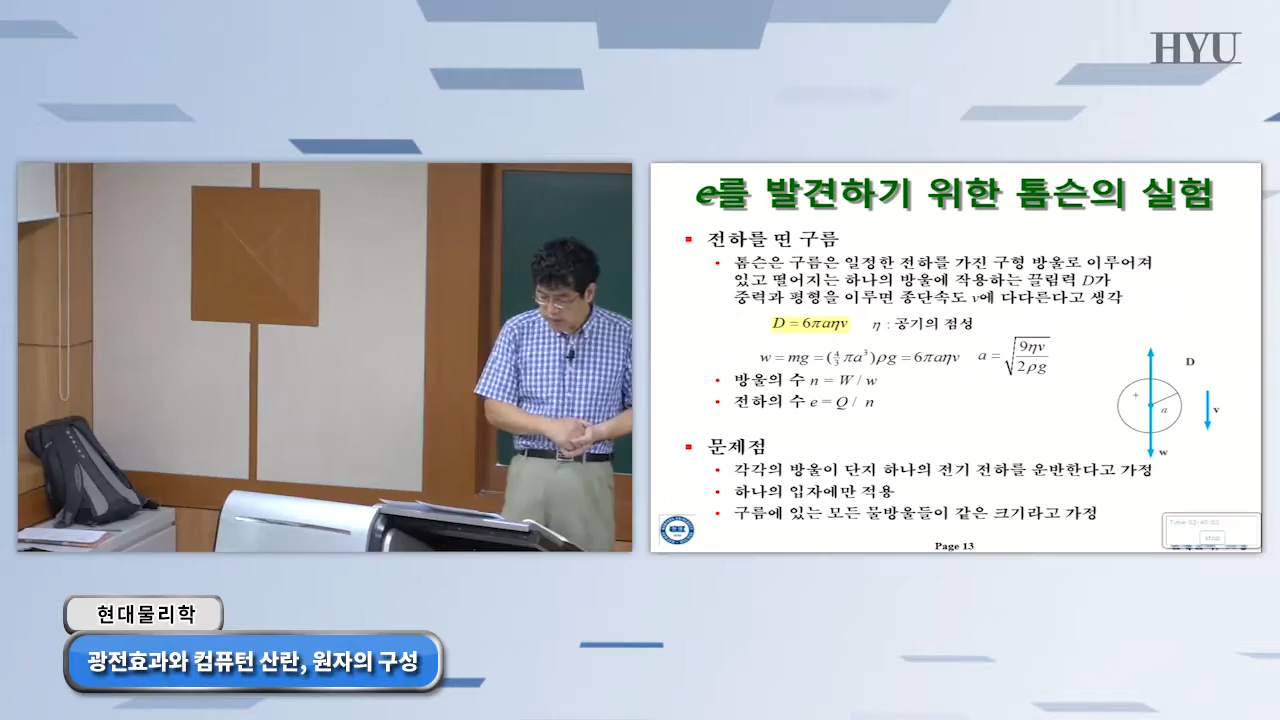 HYU
e를 발견하기 위한 톰슨의 실험
전하를 띤 구름
톰슨은 구름은 일정한 전하를 가진 구형 방울로 이루어져
있고 떨어지는 하나의 방울에 작용하는 끌림력 D가
중력과 평형을 이루면 종단속도 v에 다다른다고 생각
D = 6πaηv η : 공기의 점성
w = mg = (4/3 πa³)ρg = 6πaηv a = √(9ηv / 2ρg)
방울의 수 n = W / w
전하의 수 e = Q / n
D
+
a
v
w
문제점
각각의 방울이 단지 하나의 전기 전하를 운반한다고 가정
하나의 입자에만 적용
구름에 있는 모든 물방울들이 같은 크기라고 가정
stop
Page 13
현대물리학
광전효과와 컴퓨턴 산란, 원자의 구성